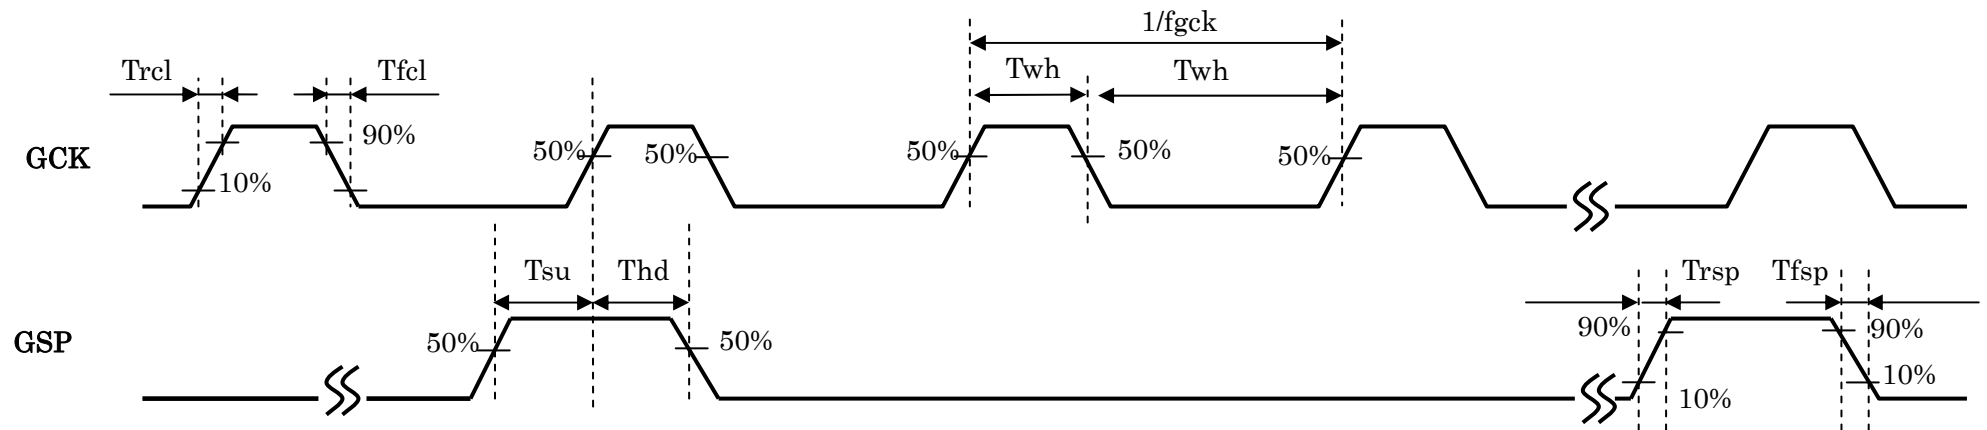 1/fgck
Trcl Tfcl Twh Twh
GCK 90% 50% 50% 50% 50% 50%
10%
Tsu Thd Trsp Tfsp
GSP 50% 50% 90% 90%
10% 10%